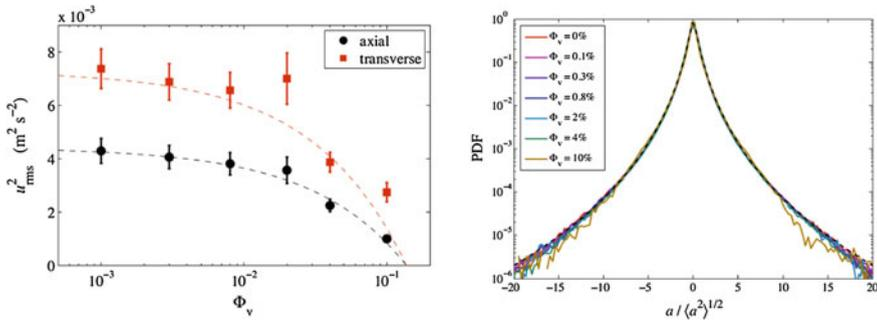 × 10⁻³
8
6
4
2
0
u²rms (m² s⁻²)
axial
transverse
10⁻³
10⁻²
10⁻¹
Φv
10⁰
10⁻¹
10⁻²
10⁻³
10⁻⁴
10⁻⁵
10⁻⁶
PDF
Φv = 0%
Φv = 0.1%
Φv = 0.3%
Φv = 0.8%
Φv = 2%
Φv = 4%
Φv = 10%
-20
-15
-10
-5
0
5
10
15
20
a / ⟨a²⟩¹ᐟ²